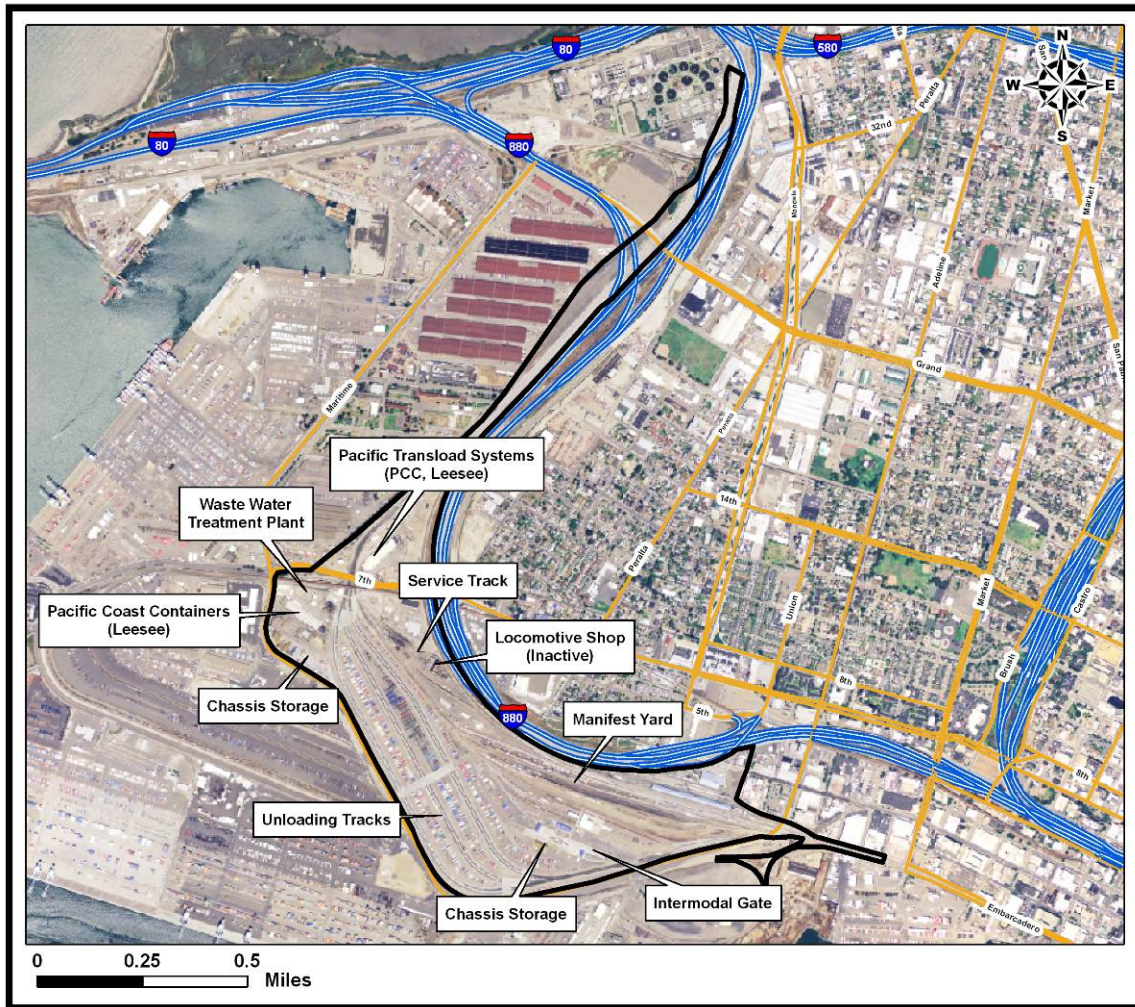 80
580
San
N
W
E
S
Peralta
32nd
80
880
Market
Adeline
Maritime
Grand
San Pablo
Peralta
Pacific Transload Systems
(PCC, Leesee)
Waste Water
Treatment Plant
14th
Peralta
7th
Service Track
Pacific Coast Containers
(Leesee)
Union
Market
Castro
Locomotive Shop
(Inactive)
Brush
8th
Chassis Storage
880
Manifest Yard
5th
8th
Unloading Tracks
Chassis Storage
Intermodal Gate
Embarcadero
0
0.25
0.5
Miles